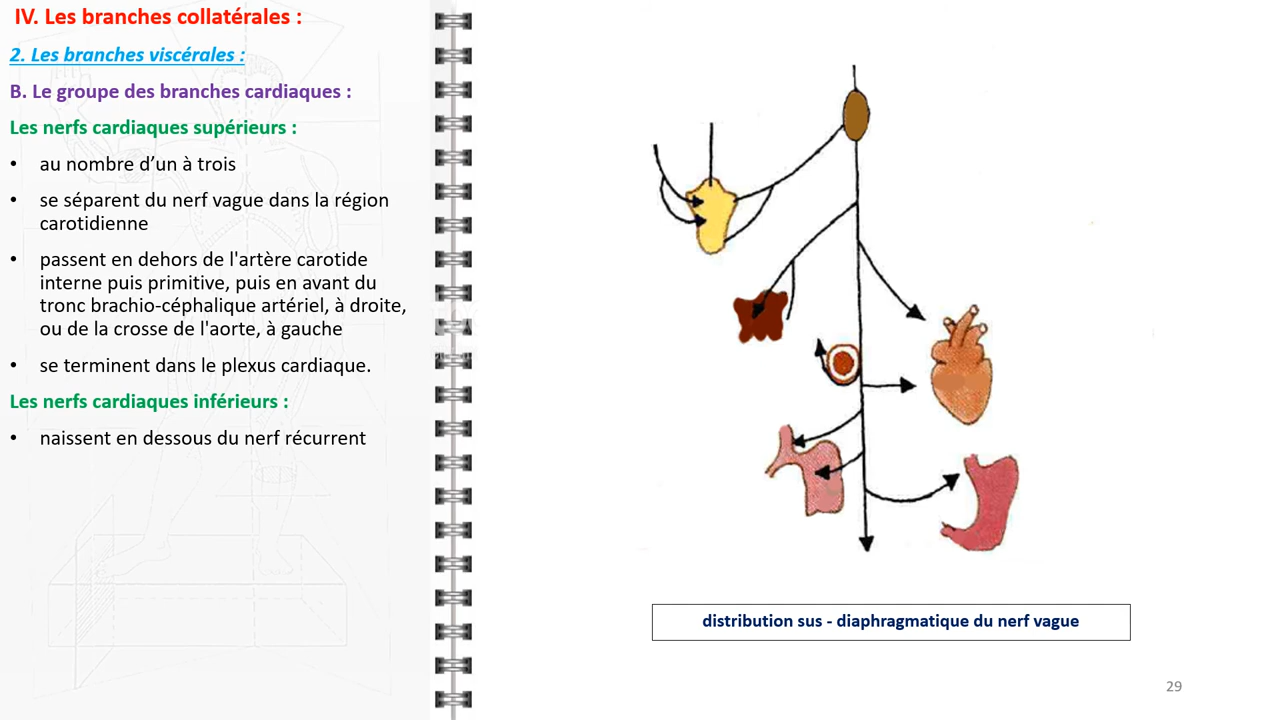 IV. Les branches collatérales :
2. Les branches viscérales :
B. Le groupe des branches cardiaques :
Les nerfs cardiaques supérieurs :
• au nombre d’un à trois
• se séparent du nerf vague dans la région
carotidienne
• passent en dehors de l'artère carotide
interne puis primitive, puis en avant du
tronc brachio-céphalique artériel, à droite,
ou de la crosse de l'aorte, à gauche
• se terminent dans le plexus cardiaque.
Les nerfs cardiaques inférieurs :
• naissent en dessous du nerf récurrent
distribution sus - diaphragmatique du nerf vague
29